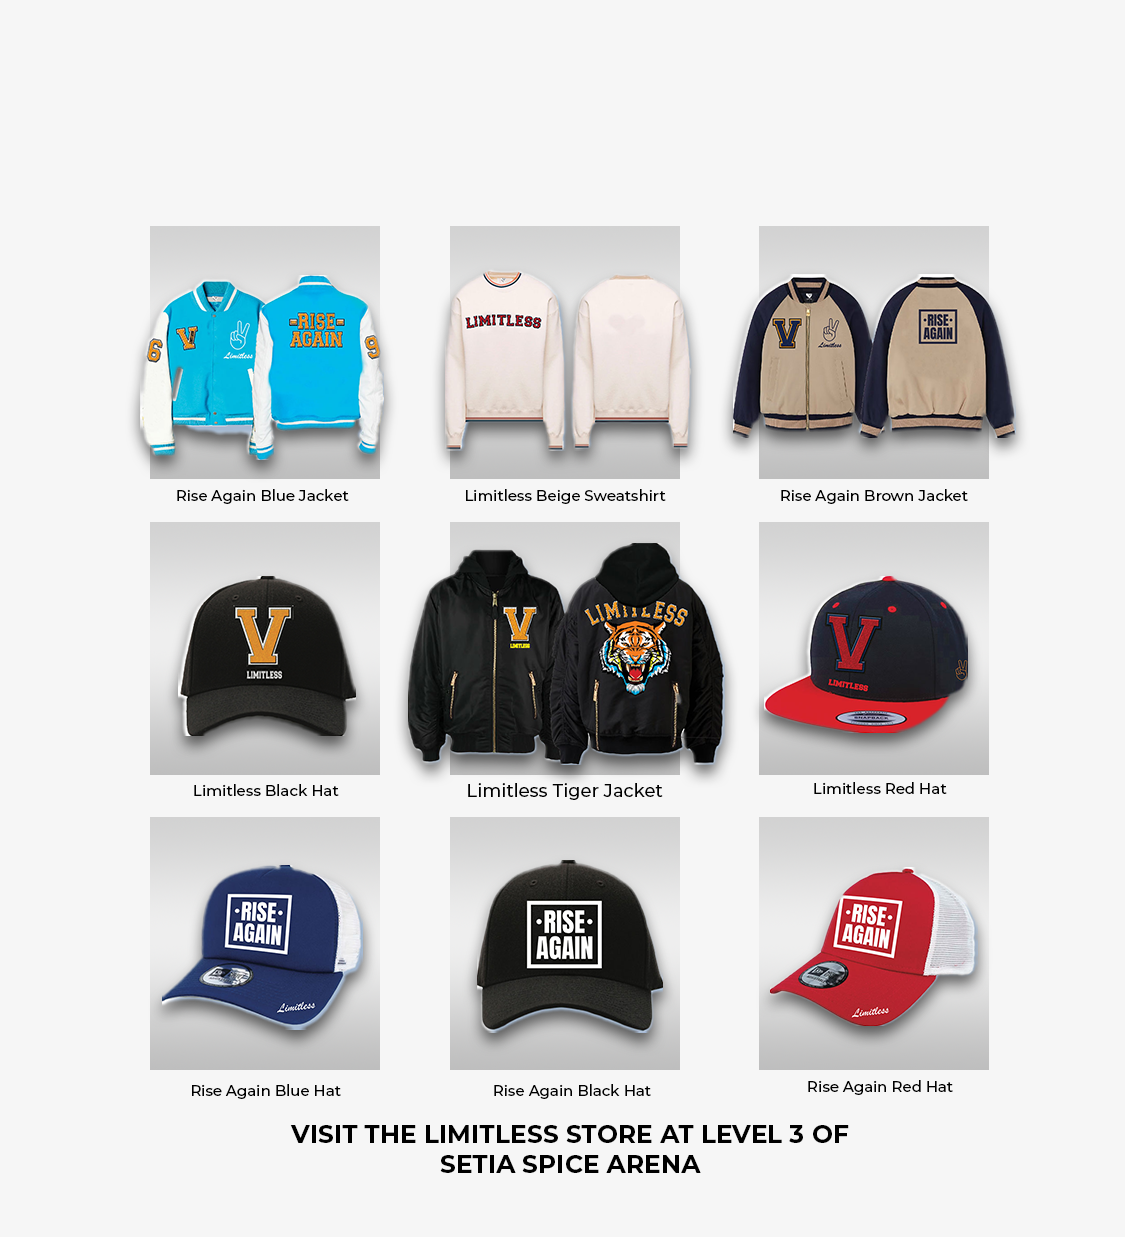 6
V
Limitless
-RISE-
AGAIN
9
LIMITLESS
V
Limitless
·RISE·
AGAIN
Rise Again Blue Jacket
Limitless Beige Sweatshirt
Rise Again Brown Jacket
V
LIMITLESS
V
LIMITLESS
LIMITLESS
V
LIMITLESS
SNAPBACK
Limitless Black Hat
Limitless Tiger Jacket
Limitless Red Hat
·RISE·
AGAIN
Limitless
·RISE·
AGAIN
·RISE·
AGAIN
Limitless
Rise Again Blue Hat
Rise Again Black Hat
Rise Again Red Hat
VISIT THE LIMITLESS STORE AT LEVEL 3 OF
SETIA SPICE ARENA